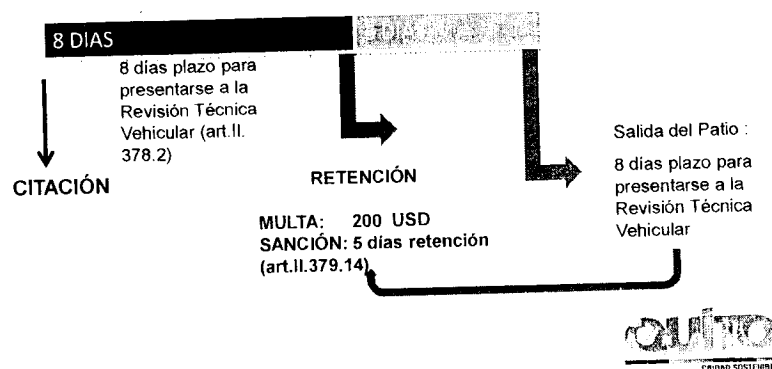 8 DIAS
8 días plazo para
presentarse a la
Revisión Técnica
Vehicular (art.II.
378.2)
CITACIÓN
RETENCIÓN
MULTA: 200 USD
SANCIÓN: 5 días retención
(art.II.379.14)
Salida del Patio :
8 días plazo para
presentarse a la
Revisión Técnica
Vehicular
QUITO